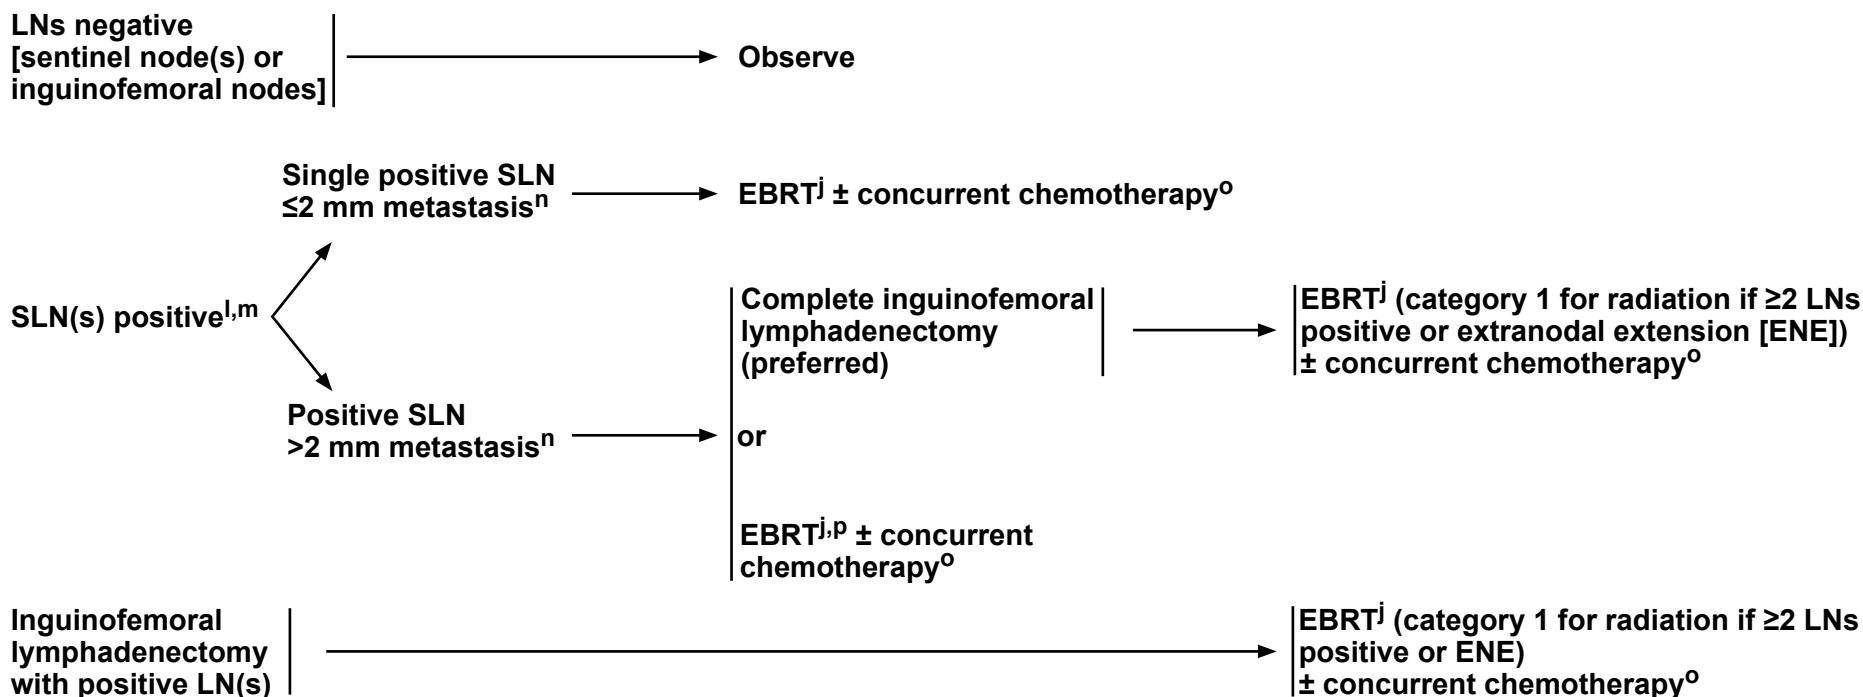 LNs negative
[sentinel node(s) or
inguinofemoral nodes]
Observe
Single positive SLN
≤2 mm metastasisⁿ
EBRTʲ ± concurrent chemotherapyᵒ
SLN(s) positiveˡ,ᵐ
Positive SLN
>2 mm metastasisⁿ
Complete inguinofemoral
lymphadenectomy
(preferred)
or
EBRTʲ,ᵖ ± concurrent
chemotherapyᵒ
EBRTʲ (category 1 for radiation if ≥2 LNs
positive or extranodal extension [ENE])
± concurrent chemotherapyᵒ
Inguinofemoral
lymphadenectomy
with positive LN(s)
EBRTʲ (category 1 for radiation if ≥2 LNs
positive or ENE)
± concurrent chemotherapyᵒ